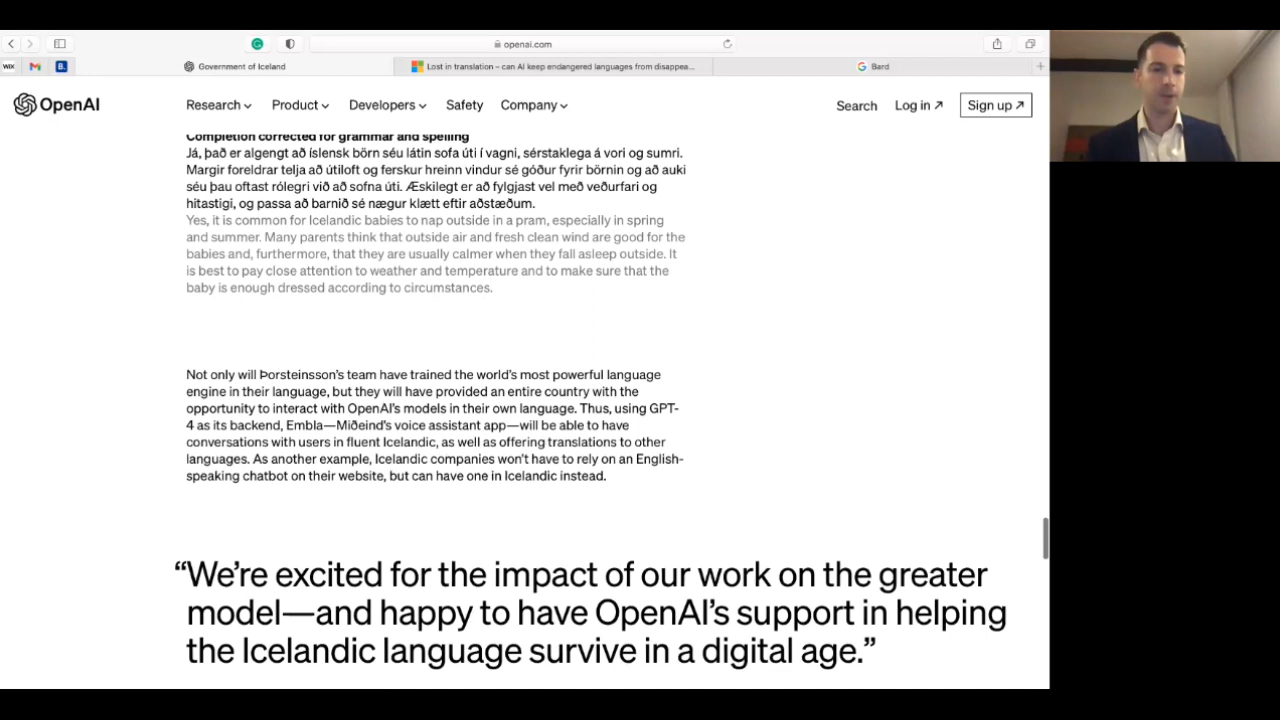 openai.com
WIX
B.
Government of Iceland
Lost in translation – can AI keep endangered languages from disappea...
G Bard
OpenAI
Research
Product
Developers
Safety
Company
Search
Log in ↗
Sign up ↗
Completion corrected for grammar and spelling
Já, það er algengt að íslensk börn séu látin sofa úti í vagni, sérstaklega á vori og sumri.
Margir foreldrar telja að útiloft og ferskur hreinn vindur sé góður fyrir börnin og að auki
séu þau oftast rólegri við að sofna úti. Æskilegt er að fylgjast vel með veðurfari og
hitastigi, og passa að barnið sé nægur klætt eftir aðstæðum.
Yes, it is common for Icelandic babies to nap outside in a pram, especially in spring
and summer. Many parents think that outside air and fresh clean wind are good for the
babies and, furthermore, that they are usually calmer when they fall asleep outside. It
is best to pay close attention to weather and temperature and to make sure that the
baby is enough dressed according to circumstances.
Not only will Þorsteinsson's team have trained the world's most powerful language
engine in their language, but they will have provided an entire country with the
opportunity to interact with OpenAI's models in their own language. Thus, using GPT-
4 as its backend, Embla—Miðeind's voice assistant app—will be able to have
conversations with users in fluent Icelandic, as well as offering translations to other
languages. As another example, Icelandic companies won't have to rely on an English-
speaking chatbot on their website, but can have one in Icelandic instead.
“We're excited for the impact of our work on the greater
model—and happy to have OpenAI's support in helping
the Icelandic language survive in a digital age.”